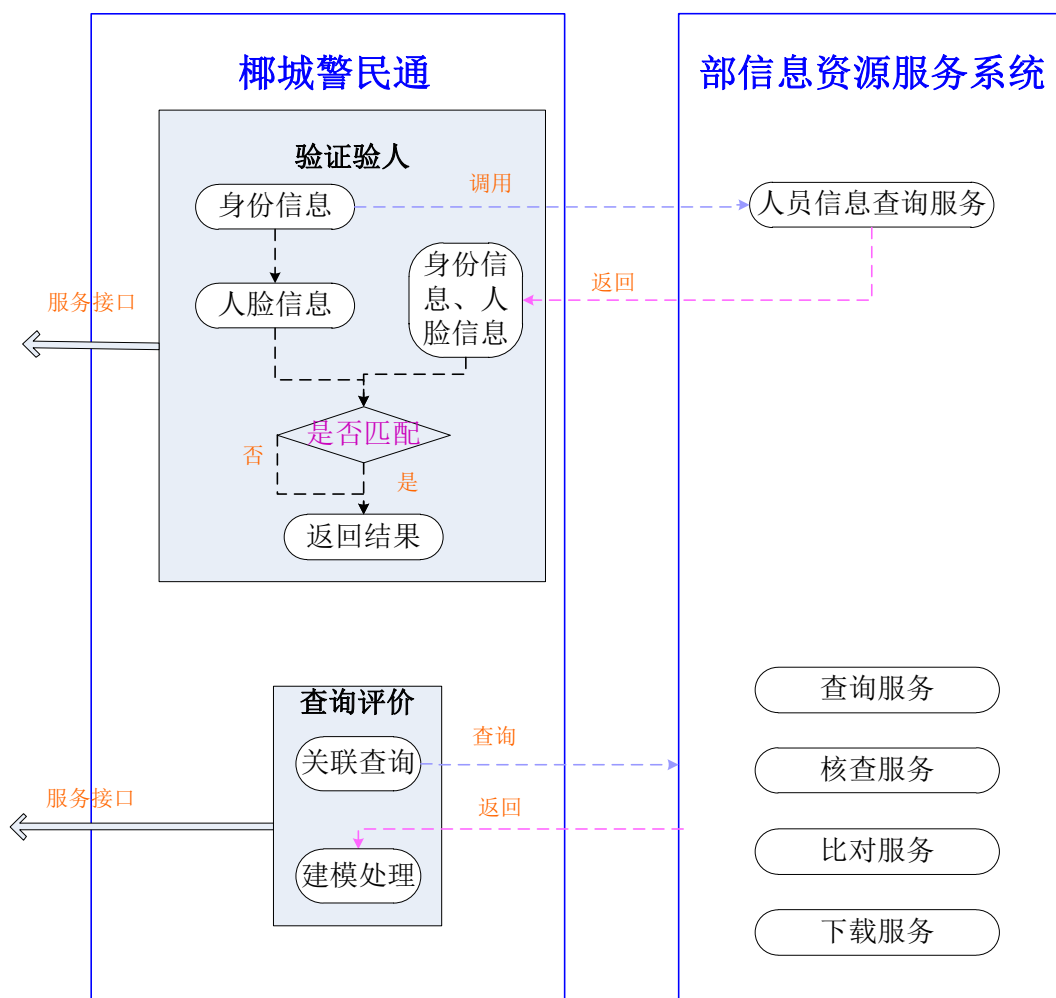 椰城警民通
部信息资源服务系统
验证验人
调用
身份信息
人员信息查询服务
身份信
息、人
脸信息
返回
服务接口
人脸信息
是否匹配
否
是
返回结果
查询评价
查询服务
查询
关联查询
核查服务
服务接口
返回
比对服务
建模处理
下载服务